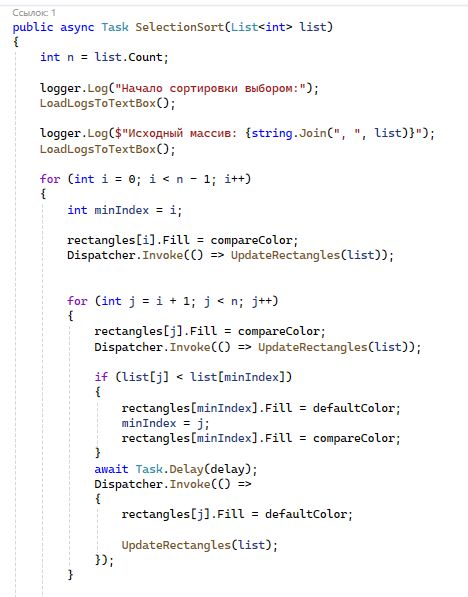 Ссылок: 1
public async Task SelectionSort(List<int> list)
{
    int n = list.Count;

    logger.Log("Начало сортировки выбором:");
    LoadLogsToTextBox();

    logger.Log($"Исходный массив: {string.Join(", ", list)}");
    LoadLogsToTextBox();

    for (int i = 0; i < n - 1; i++)
    {
        int minIndex = i;

        rectangles[i].Fill = compareColor;
        Dispatcher.Invoke(() => UpdateRectangles(list));


        for (int j = i + 1; j < n; j++)
        {
            rectangles[j].Fill = compareColor;
            Dispatcher.Invoke(() => UpdateRectangles(list));

            if (list[j] < list[minIndex])
            {
                rectangles[minIndex].Fill = defaultColor;
                minIndex = j;
                rectangles[minIndex].Fill = compareColor;
            }
            await Task.Delay(delay);
            Dispatcher.Invoke(() =>
            {
                rectangles[j].Fill = defaultColor;

                UpdateRectangles(list);
            });
        }